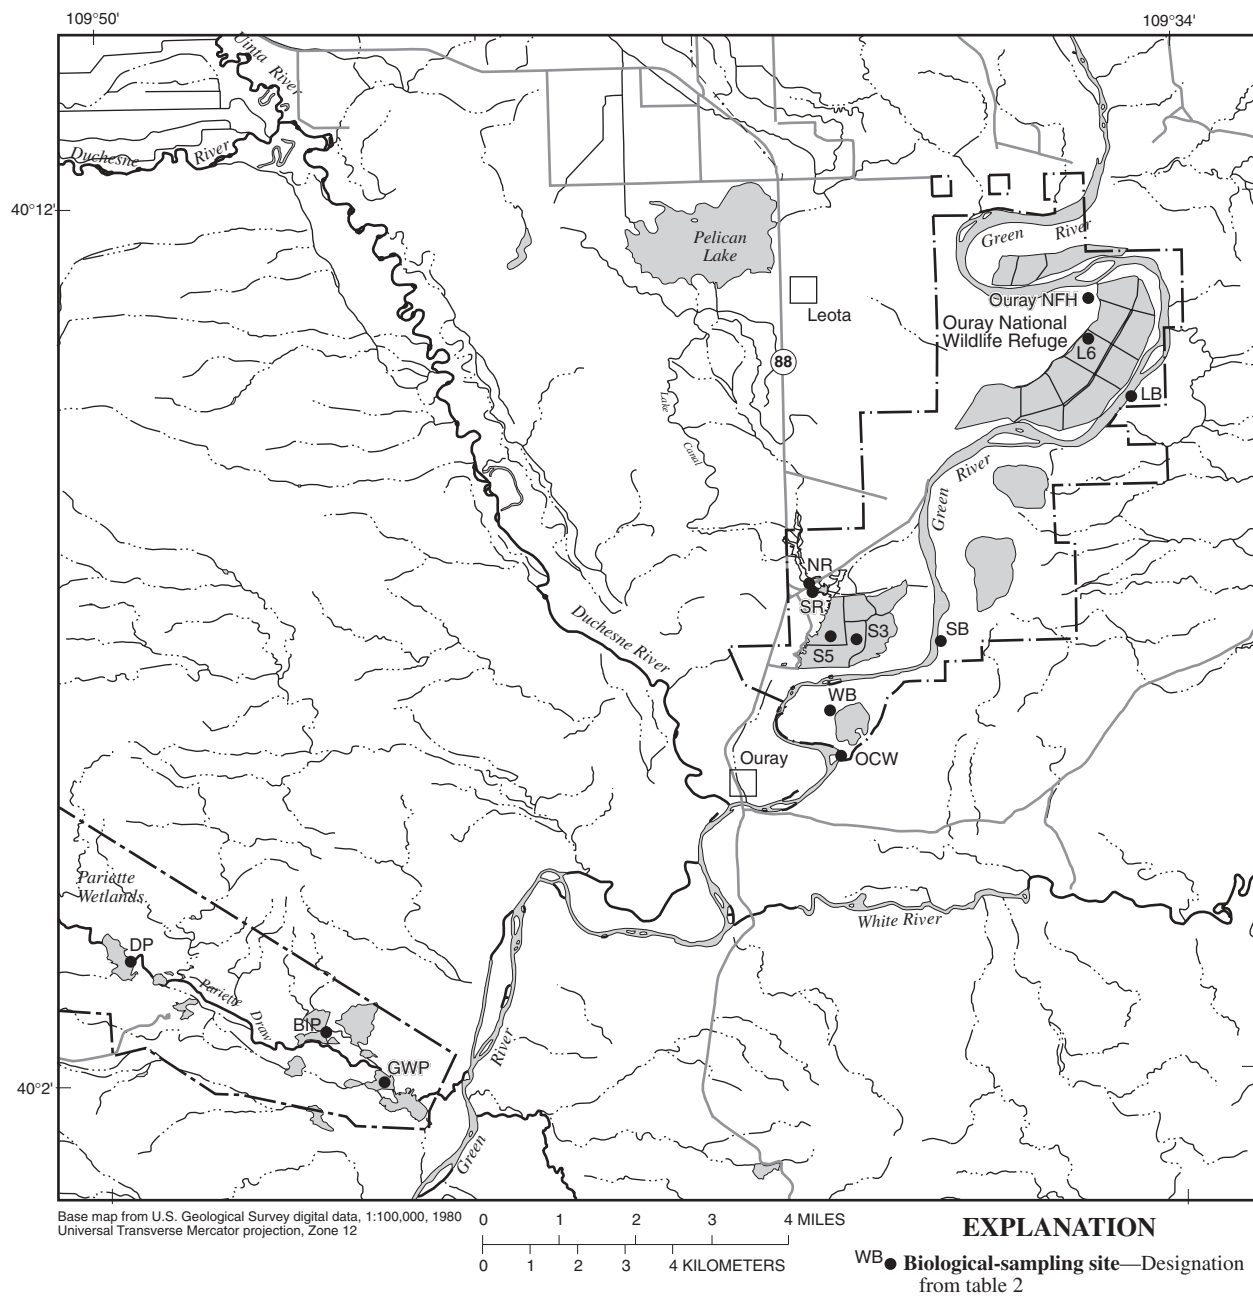 109°50'
109°34'
Uinta River
Duchesne River
40°12'
Pelican
Lake
Green River
Leota
Ouray NFH
Ouray National
Wildlife Refuge
L6
88
LB
Lake Canal
River
Green
NR
SR
S3
S5
SB
Duchesne River
WB
OCW
Ouray
Pariette
Wetlands
White River
DP
Pariette Draw
BIP
GWP
River
Green
40°2'
Base map from U.S. Geological Survey digital data, 1:100,000, 1980
Universal Transverse Mercator projection, Zone 12
0 1 2 3 4 MILES
0 1 2 3 4 KILOMETERS
EXPLANATION
WB Biological-sampling site—Designation
from table 2